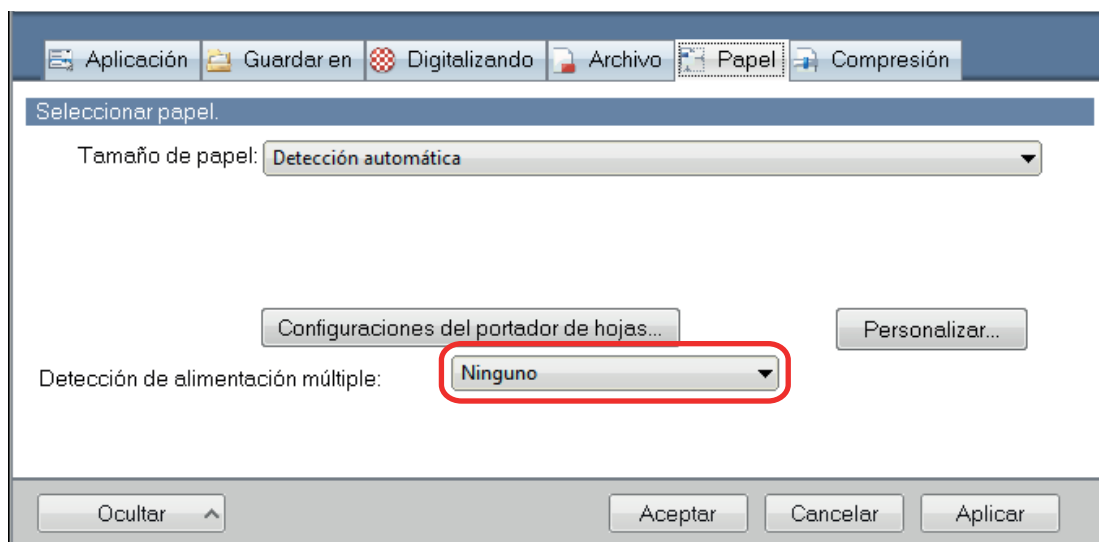 Aplicación Guardar en Digitalizando Archivo Papel Compresión
Seleccionar papel.
Tamaño de papel: Detección automática
Configuraciones del portador de hojas... Personalizar...
Detección de alimentación múltiple: Ninguno
Ocultar Aceptar Cancelar Aplicar